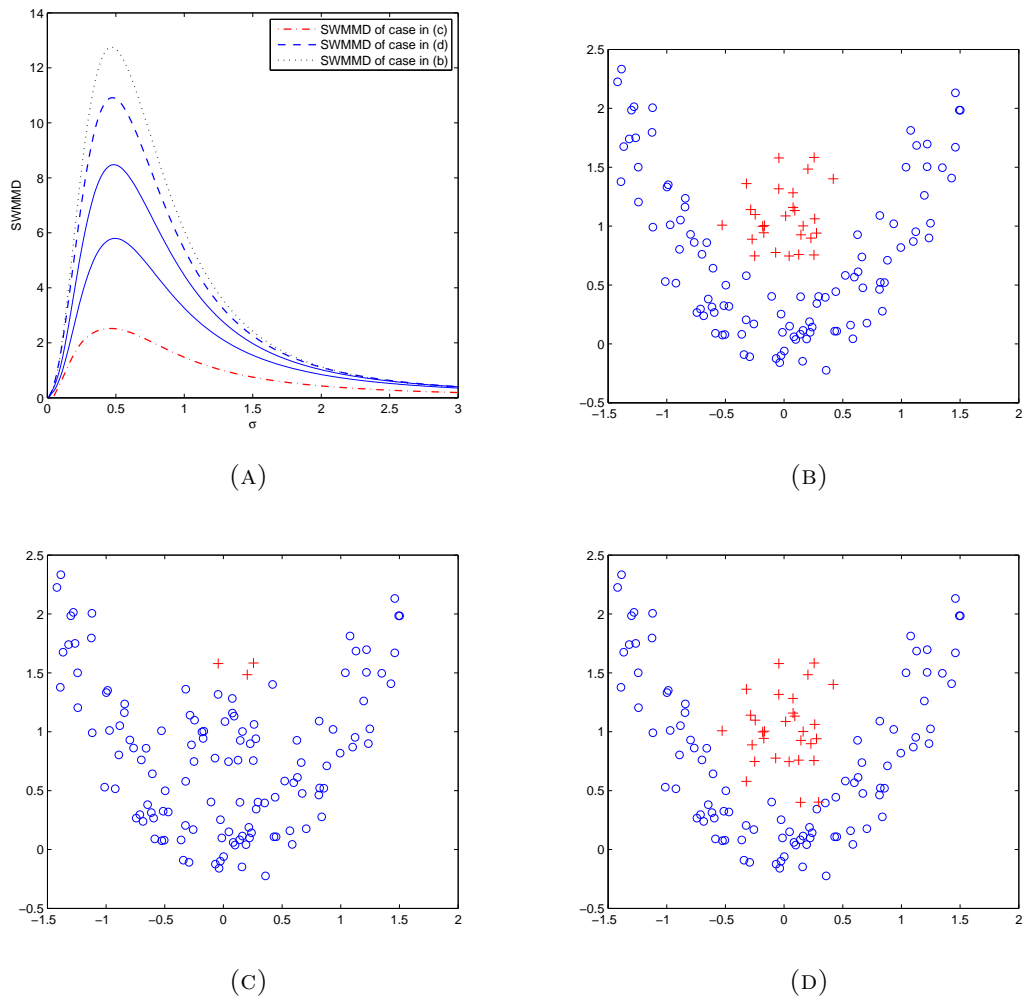 14
12
10
8
6
4
2
0
SWMMD
0 0.5 1 1.5 2 2.5 3
σ
SWMMD of case in (c)
SWMMD of case in (d)
SWMMD of case in (b)
(A)
2.5
2
1.5
1
0.5
0
−0.5
−1.5 −1 −0.5 0 0.5 1 1.5 2
(B)
2.5
2
1.5
1
0.5
0
−0.5
−1.5 −1 −0.5 0 0.5 1 1.5 2
(C)
2.5
2
1.5
1
0.5
0
−0.5
−1.5 −1 −0.5 0 0.5 1 1.5 2
(D)